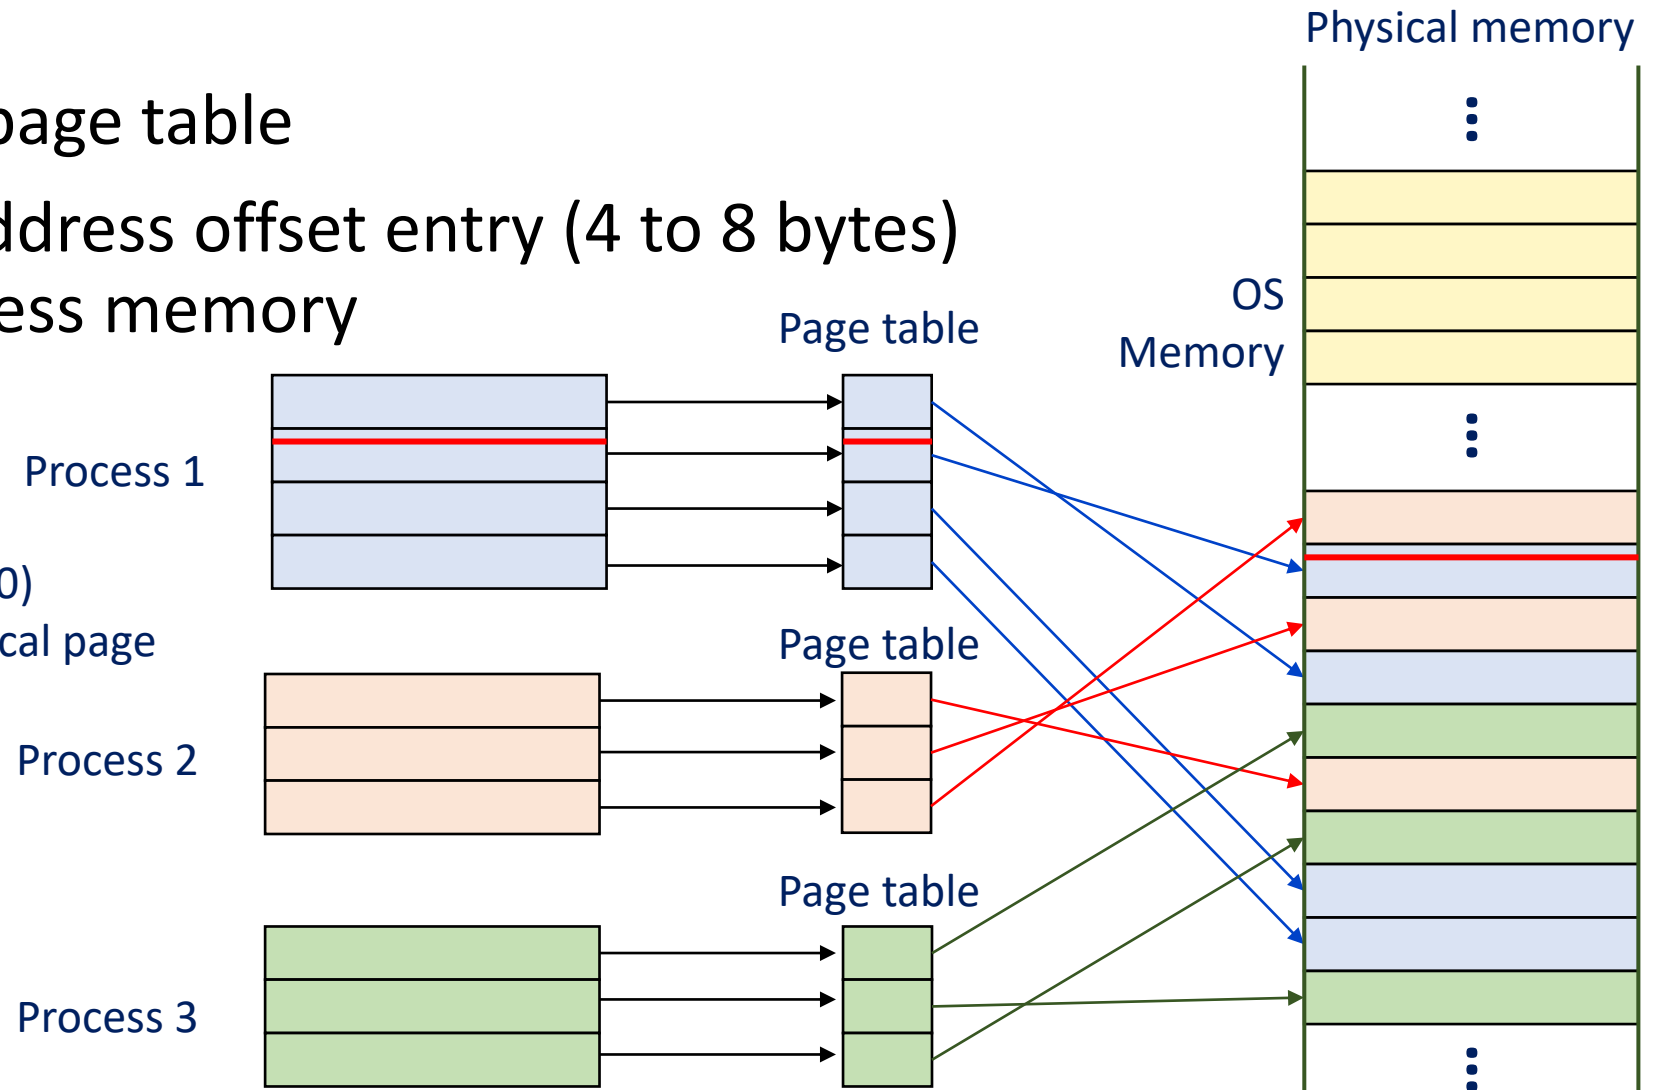 Physical memory
page table
address offset entry (4 to 8 bytes)
ess memory
OS
Memory
Page table
Process 1
0)
cal page
Page table
Process 2
Page table
Process 3